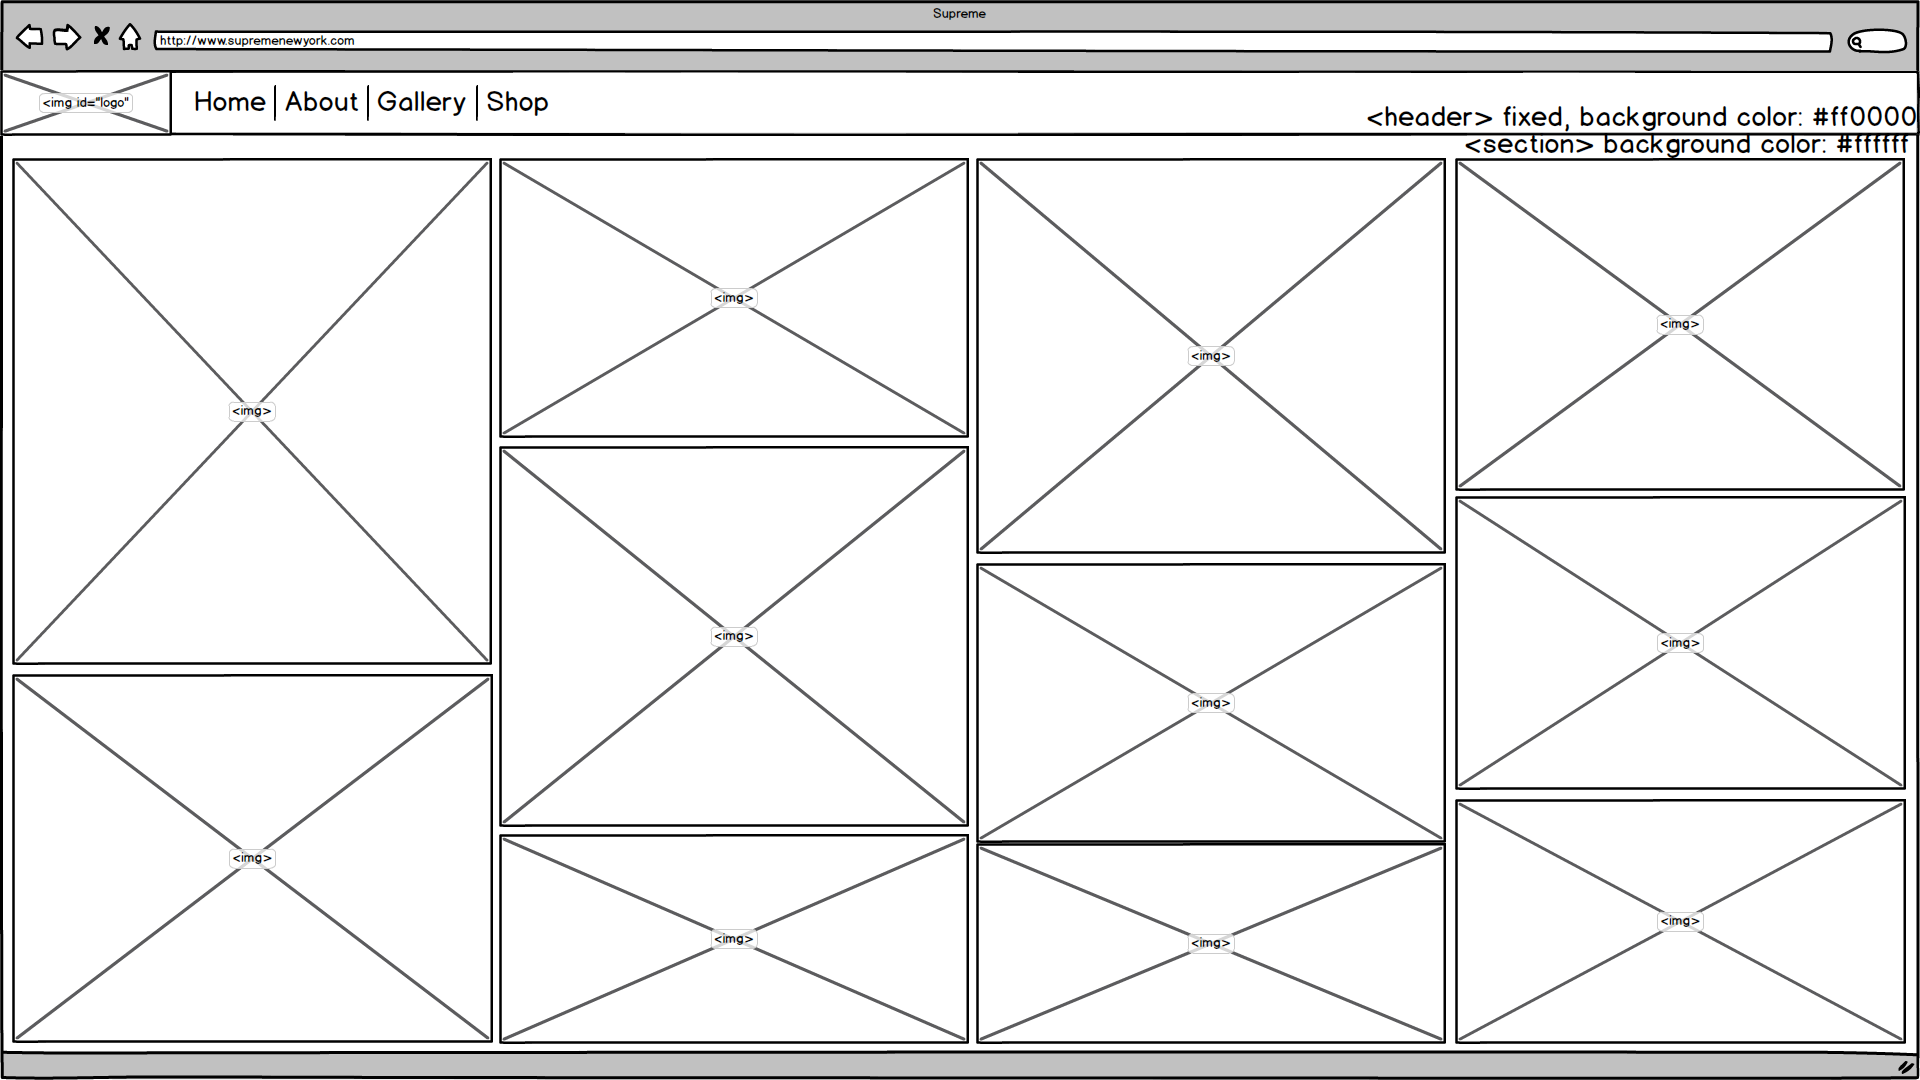 Supreme
http://www.supremenewyork.com
<img id="logo"
Home About Gallery Shop
<header> fixed, background color: #ff0000
<section> background color: #ffffff
<img>
<img>
<img>
<img>
<img>
<img>
<img>
<img>
<img>
<img>
<img>